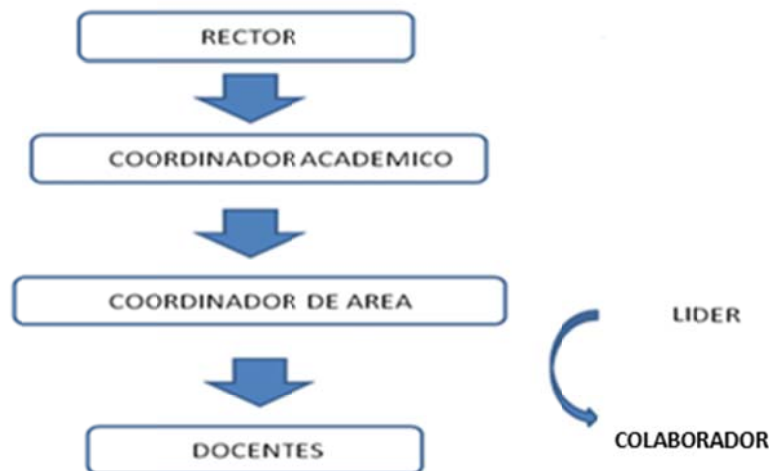 RECTOR
COORDINADOR ACADEMICO
COORDINADOR DE AREA
LIDER
COLABORADOR
DOCENTES